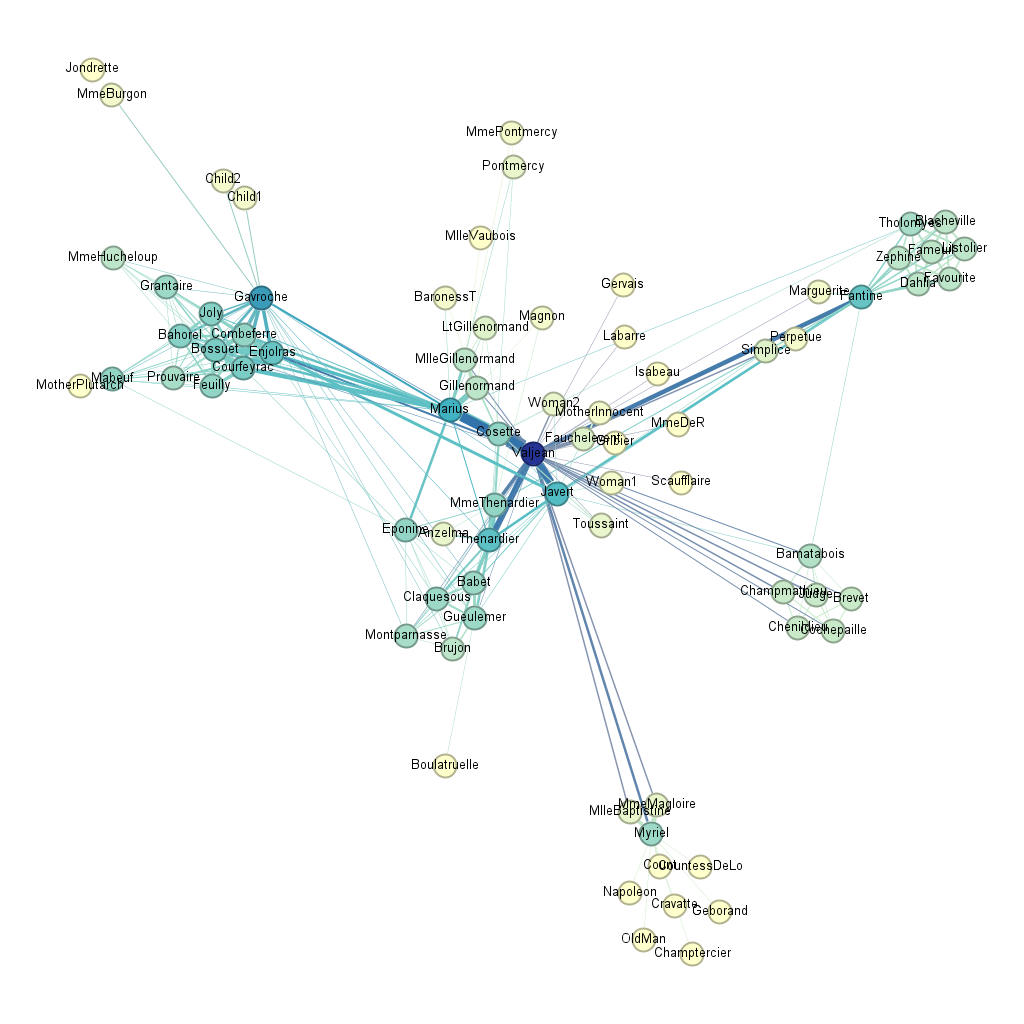 Jondrette
MmeBurgon
MmePontmercy
Pontmercy
Child2
Child1
MlleVaubois
Tholomyes
Blacheville
MmeHucheloup
Zephine
Fameuil
Listolier
Grantaire
Gavroche
BaronessT
Gervais
Marguerite
Fantine
Dahlia
Favourite
Joly
LtGillenormand
Magnon
Bahorel
Combeferre
Labarre
Perpetue
Bossuet
Enjolras
MlleGillenormand
Simplice
Courfeyrac
Isabeau
MotherPlutarch
Mabeuf
Prouvaire
Feuilly
Gillenormand
Marius
Woman2
MotherInnocent
Cosette
Fauchelevent
Gribier
MmeDeR
Valjean
Woman1
Scaufflaire
MmeThenardier
Javert
Toussaint
Eponine
Anzelma
Thenardier
Bamatabois
Babet
Claquesous
Champmathieu
Judge
Brevet
Gueulemer
Montparnasse
Brujon
Chenildieu
Cochepaille
Boulatruelle
MmeMagloire
MlleBaptistine
Myriel
Count
CountessDeLo
Napoleon
Cravatte
Geborand
OldMan
Champtercier